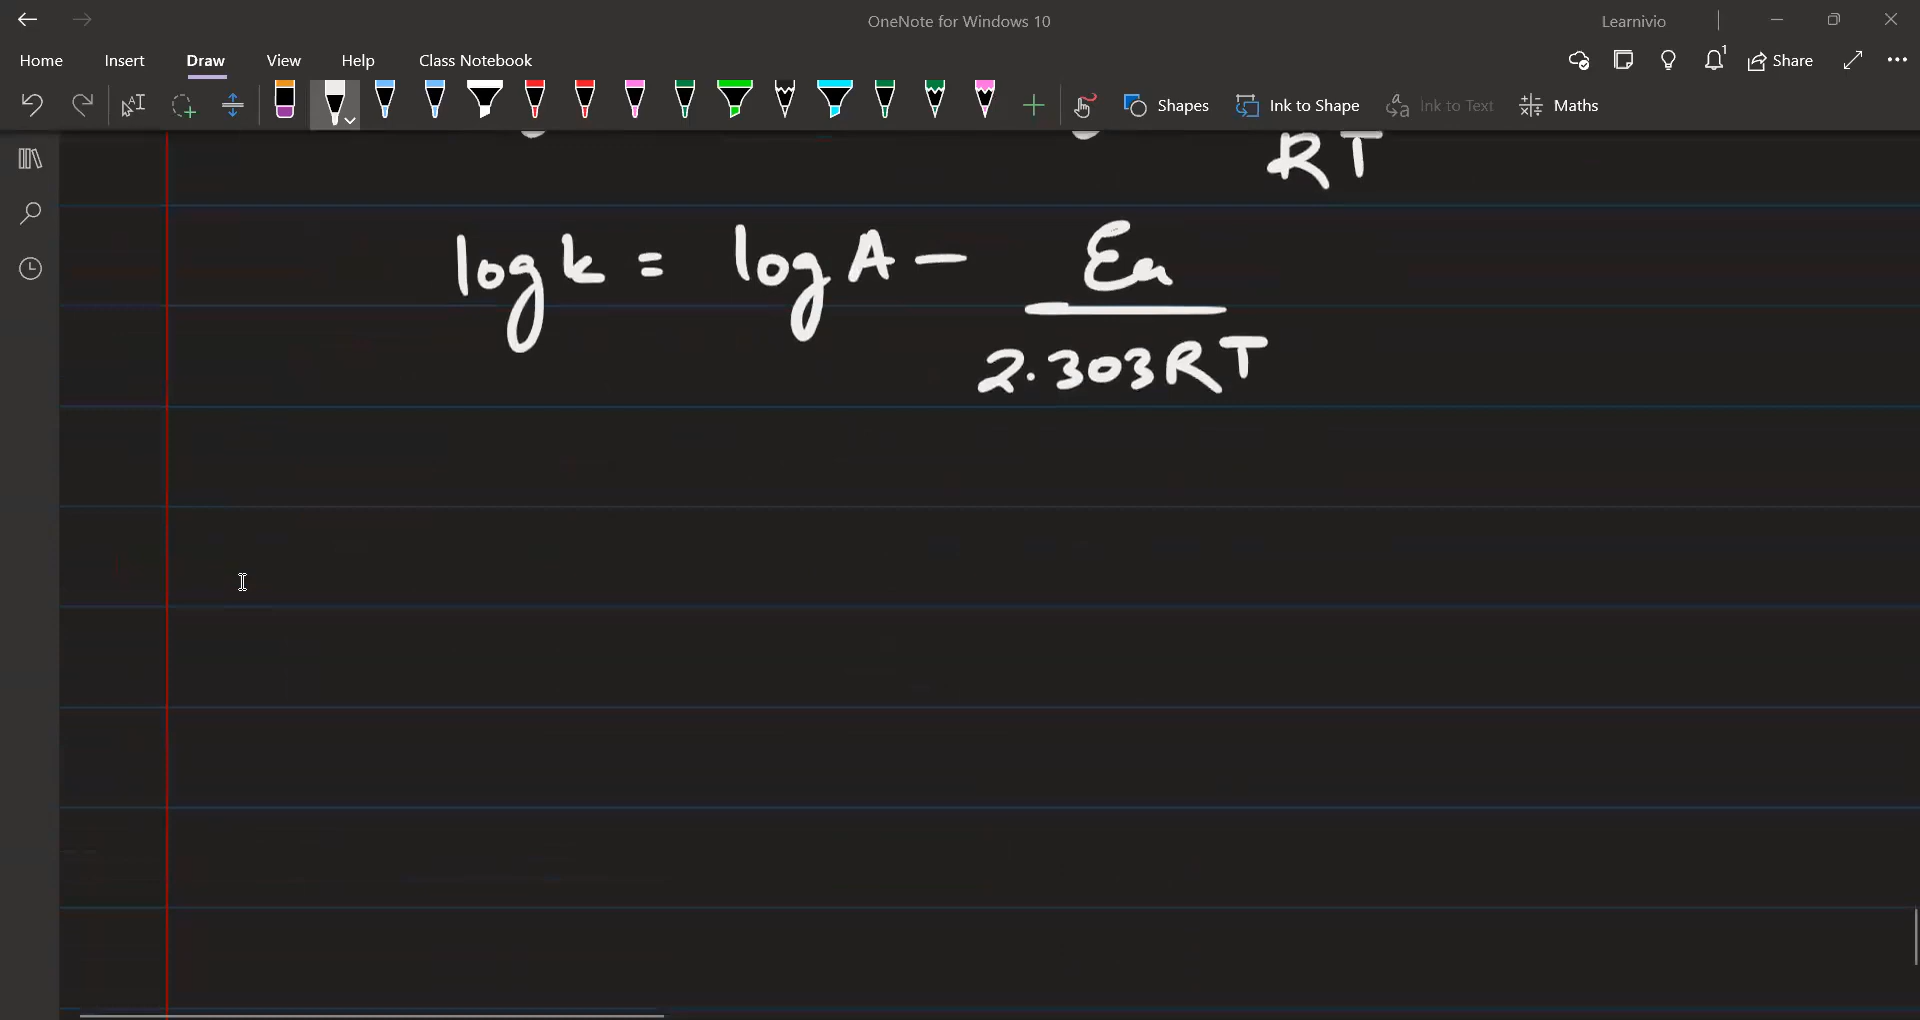 OneNote for Windows 10
Learnivio
Home Insert Draw View Help Class Notebook
1
Share
Shapes Ink to Shape Ink to Text Maths
RT
log k = log A - Ea
2.303RT